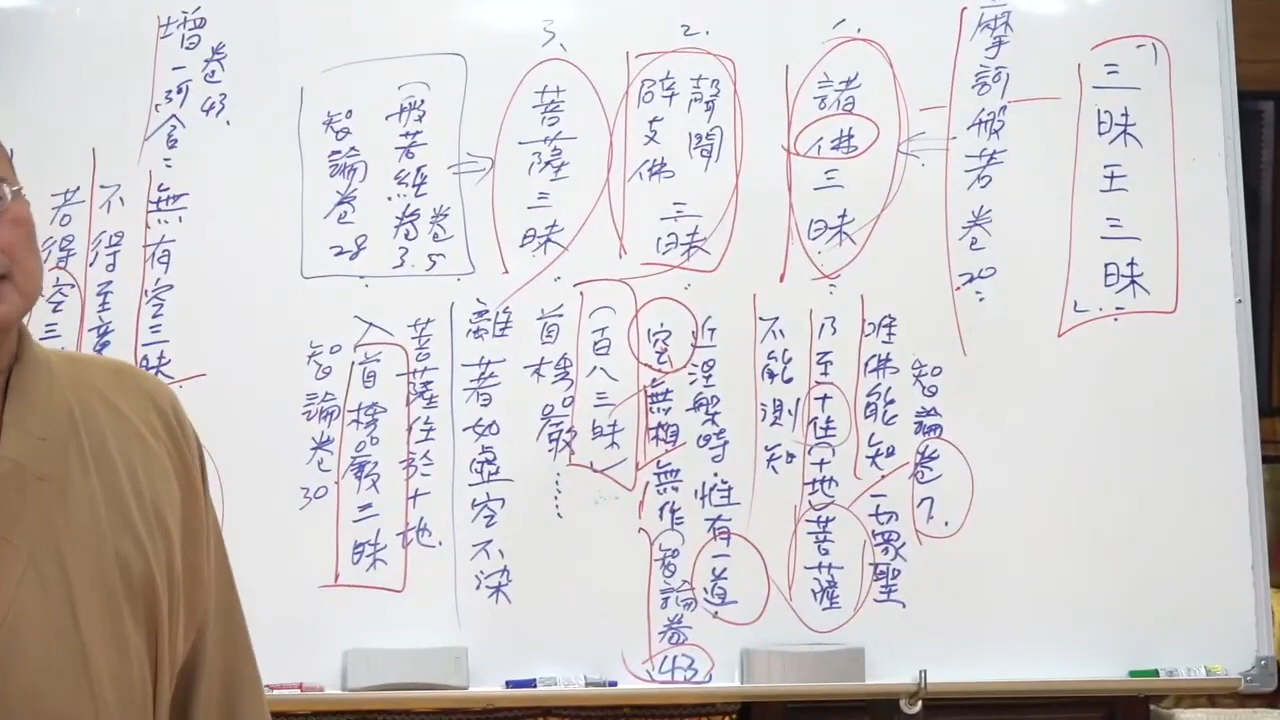 三昧王三昧
摩訶般若卷20:
1.
諸佛三昧
2.
聲聞
辟支佛
三昧
3.
菩薩三昧
(般若經卷3.5
智論卷28
智論卷7.
唯佛能知一切眾聖
乃至十住(十地)菩薩
不能測知
近涅槃時,惟有一道
空無相無作(智論卷43)
(百八三昧)
首楞嚴……
離著如虛空不染
菩薩住於十地.
入首楞嚴三昧
智論卷30
卷43.
增一阿含:
無有空三昧
不得至竟
若得空三